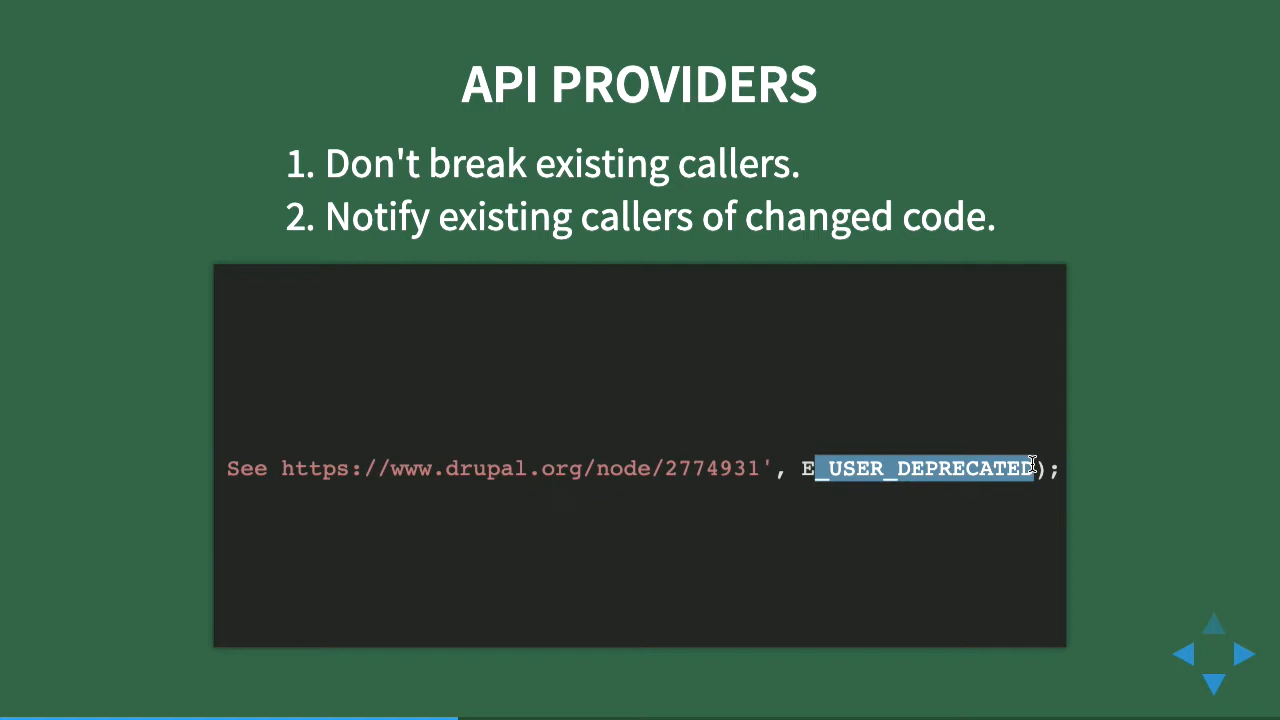 API PROVIDERS
1. Don't break existing callers.
2. Notify existing callers of changed code.
See https://www.drupal.org/node/2774931', E_USER_DEPRECATED);